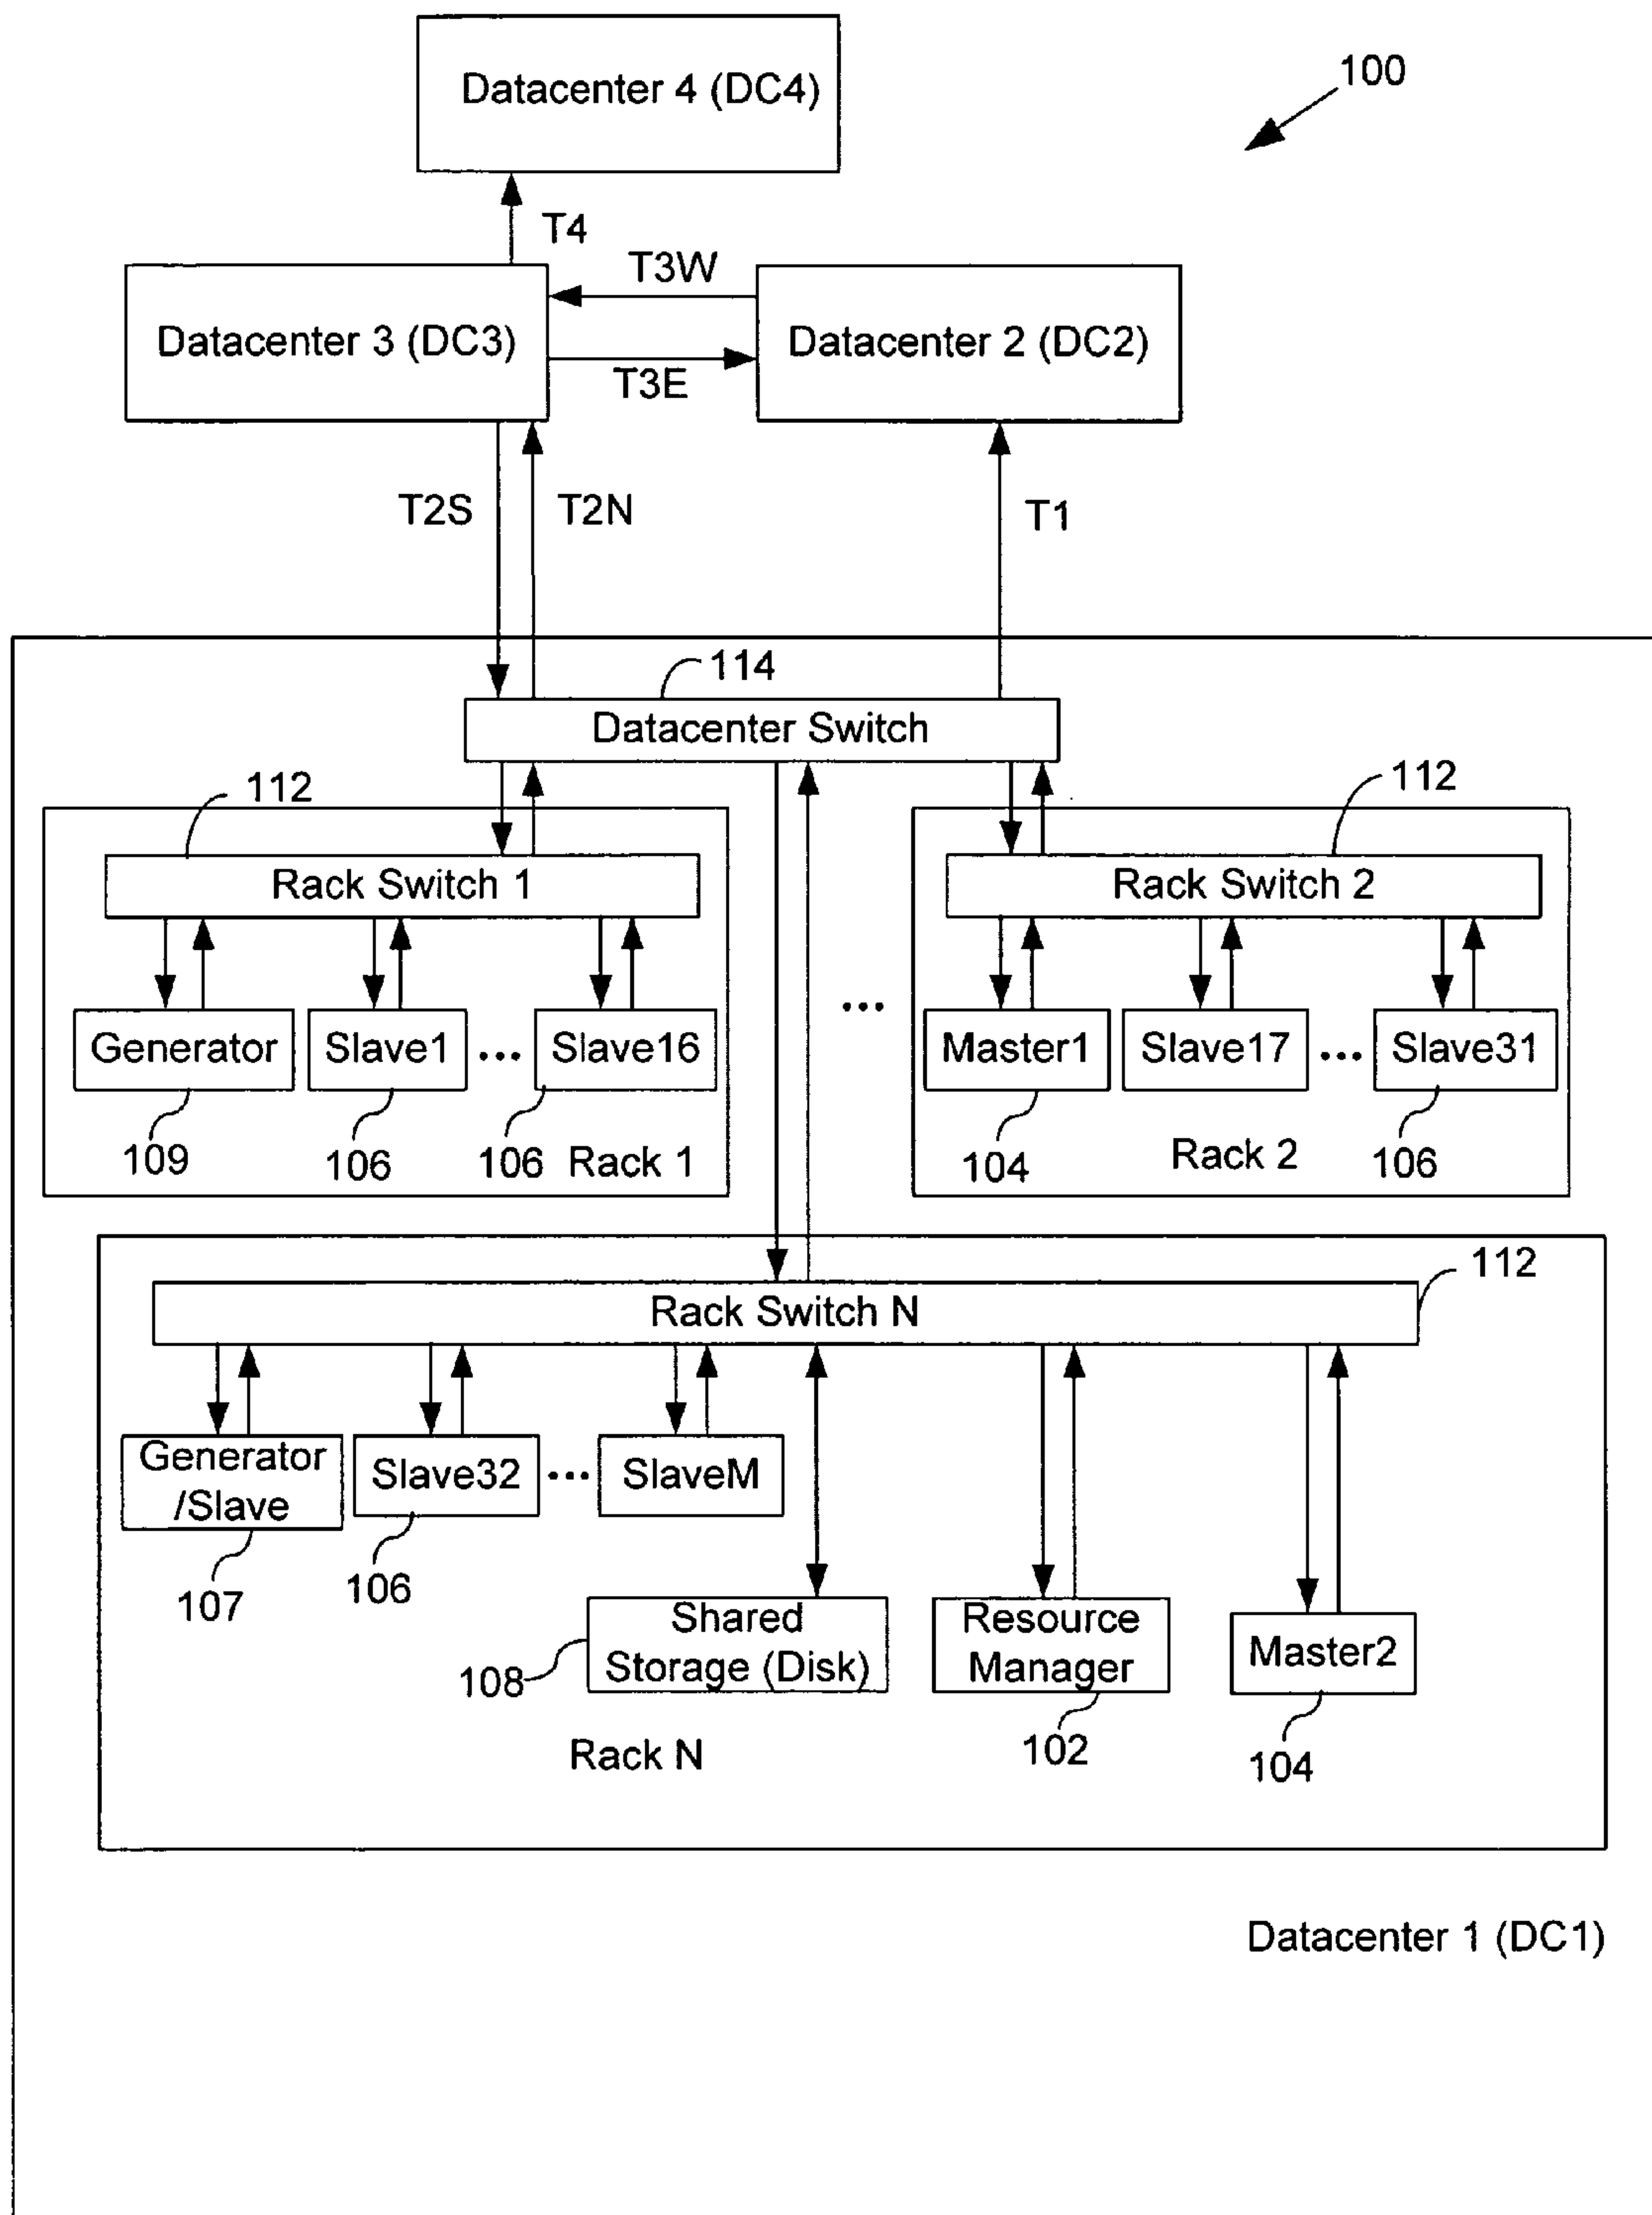 Datacenter 4 (DC4)
100
T4
T3W
Datacenter 3 (DC3)
Datacenter 2 (DC2)
T3E
T2S
T2N
T1
114
Datacenter Switch
112
112
Rack Switch 1
Rack Switch 2
...
Generator
Slave1
...
Slave16
Master1
Slave17
...
Slave31
109
106
106
Rack 1
104
Rack 2
106
112
Rack Switch N
Generator
/Slave
Slave32
...
SlaveM
107
106
Shared
Storage (Disk)
108
Resource
Manager
Master2
102
104
Rack N
Datacenter 1 (DC1)